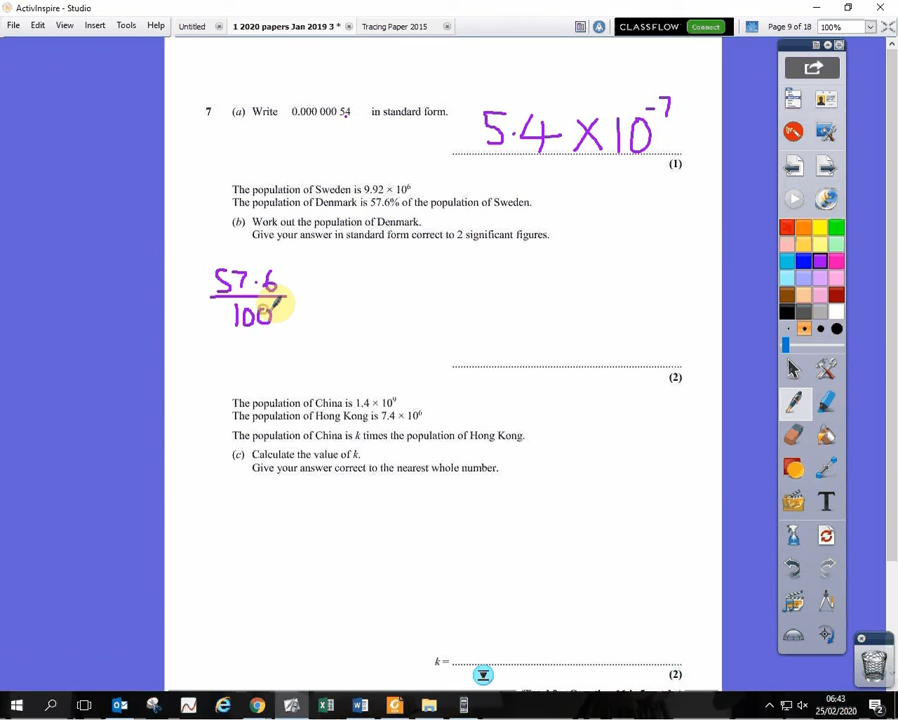 ActivInspire - Studio
File Edit View Insert Tools Help
Untitled
1 2020 papers Jan 2019 3 *
Tracing Paper 2015
CLASSFLOW
Connect
Page 9 of 18
100%
7 (a) Write 0.000 000 54 in standard form.
5.4 × 10⁻⁷
(1)
The population of Sweden is 9.92 × 10⁶
The population of Denmark is 57.6% of the population of Sweden.
(b) Work out the population of Denmark.
Give your answer in standard form correct to 2 significant figures.
57.6
100
(2)
The population of China is 1.4 × 10⁹
The population of Hong Kong is 7.4 × 10⁶
The population of China is k times the population of Hong Kong.
(c) Calculate the value of k.
Give your answer correct to the nearest whole number.
k =
(2)
06:43
25/02/2020